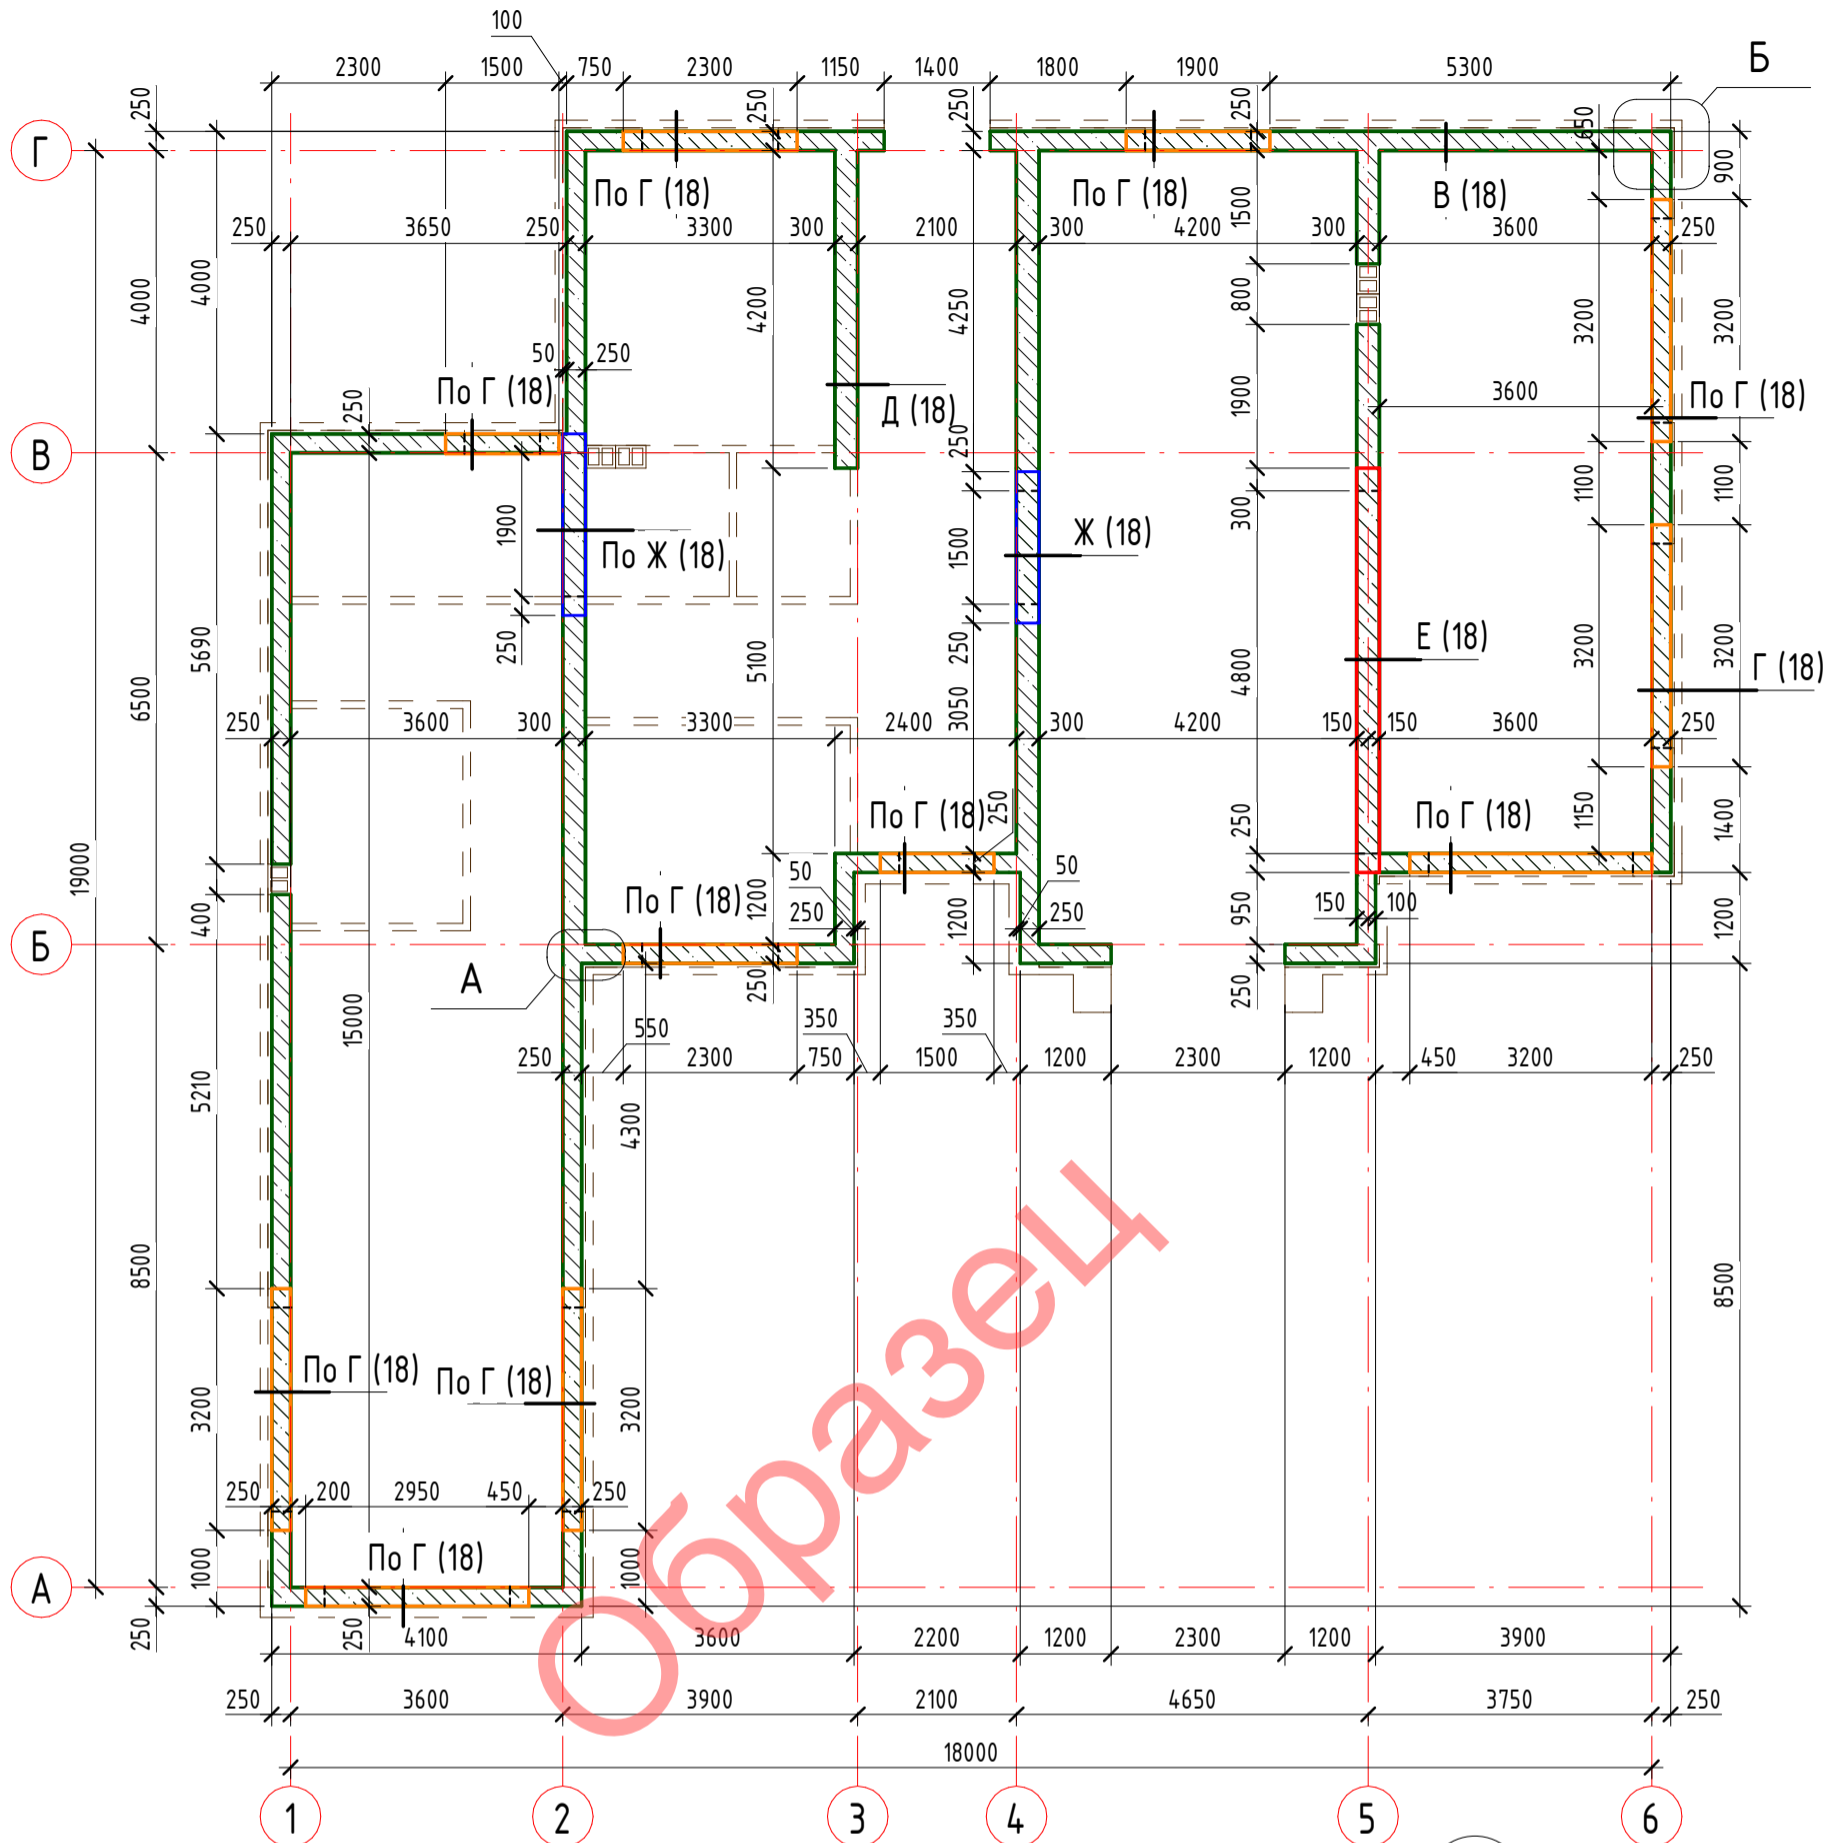 100
2300 1500 750 2300 1150 1400 1800 1900 5300 Б
250 250 250 250 650 900
Г
По Г (18) По Г (18) В (18)
250 3650 250 3300 300 2100 300 4200 300 3600 250
4000 4000 4200 4250 1500 800 3200 3200
50 250
По Г (18) Д (18) 1900 3600 По Г (18)
250 250
В
1900 1500 300 1100 1100
По Ж (18) Ж (18)
250 250
6500 5690 5100 3050 4800 3200 3200
Е (18) Г (18)
250 3600 300 3300 2400 300 4200 150 150 3600 250
19000
По Г (18) 250 250 По Г (18) 1150 1400
50 50
По Г (18) 1200
250 1200 250 150 100 950 1200
400
Б
А 250 250
15000
550 350 350
250 2300 750 1500 1200 2300 1200 450 3200 250
5210 4300
8500 8500
По Г (18) По Г (18)
3200 3200
250 200 2950 450 250
По Г (18)
1000 1000
А
250 250
4100 3600 2200 1200 2300 1200 3900
250 3600 3900 2100 4650 3750 250
18000
1 2 3 4 5 6
Образец